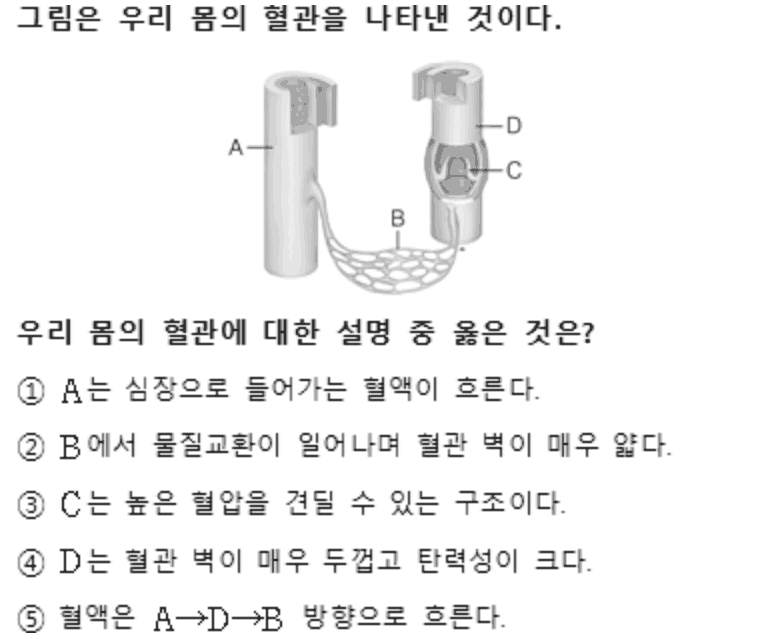 그림은 우리 몸의 혈관을 나타낸 것이다.
A
D
C
B
우리 몸의 혈관에 대한 설명 중 옳은 것은?
① A는 심장으로 들어가는 혈액이 흐른다.
② B에서 물질교환이 일어나며 혈관 벽이 매우 얇다.
③ C는 높은 혈압을 견딜 수 있는 구조이다.
④ D는 혈관 벽이 매우 두껍고 탄력성이 크다.
⑤ 혈액은 A→D→B 방향으로 흐른다.